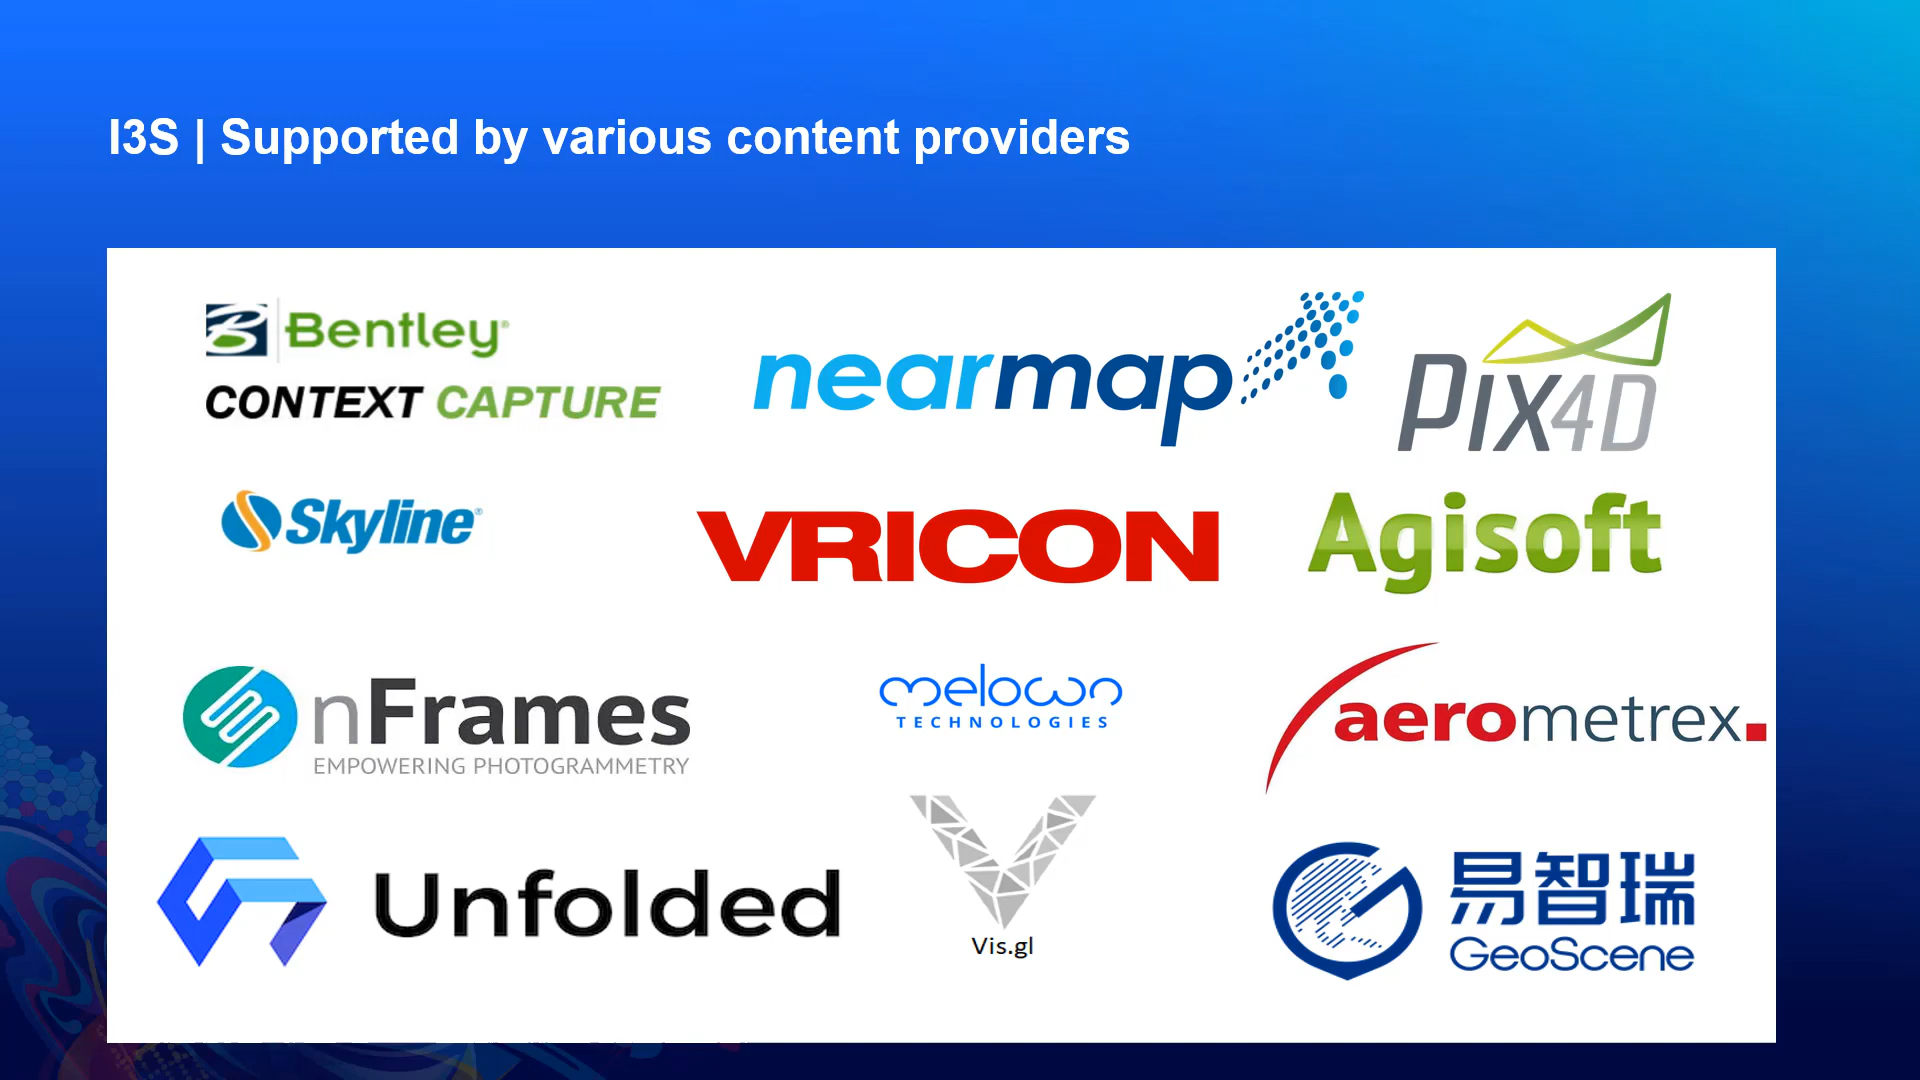 I3S | Supported by various content providers
Bentley®
CONTEXT CAPTURE
nearmap
PIX4D
Skyline®
VRICON
Agisoft
nFrames
EMPOWERING PHOTOGRAMMETRY
melown
TECHNOLOGIES
aerometrex
Unfolded
Vis.gl
易智瑞
GeoScene